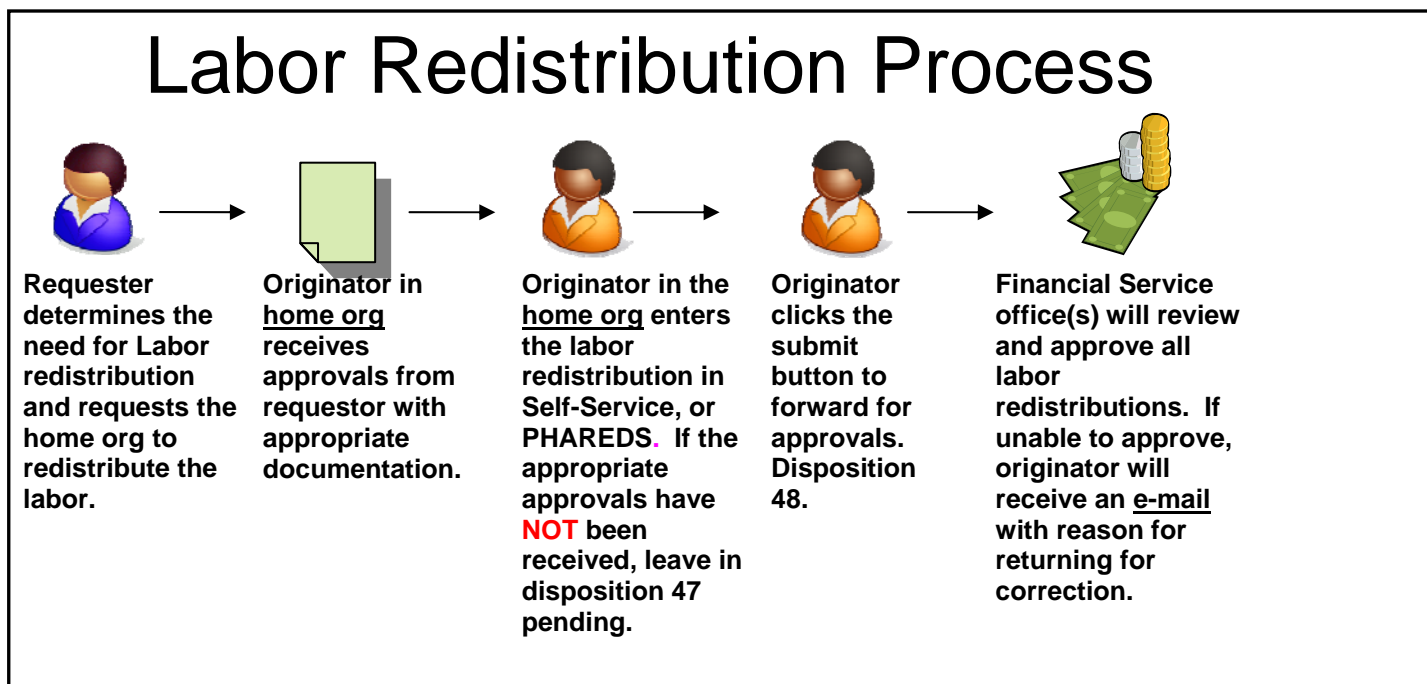 Labor Redistribution Process
Requester
determines the
need for Labor
redistribution
and requests the
home org to
redistribute the
labor.
Originator in
home org
receives
approvals from
requestor with
appropriate
documentation.
Originator in the
home org enters
the labor
redistribution in
Self-Service, or
PHAREDS. If the
appropriate
approvals have
NOT been
received, leave in
disposition 47
pending.
Originator
clicks the
submit
button to
forward for
approvals.
Disposition
48.
Financial Service
office(s) will review
and approve all
labor
redistributions. If
unable to approve,
originator will
receive an e-mail
with reason for
returning for
correction.